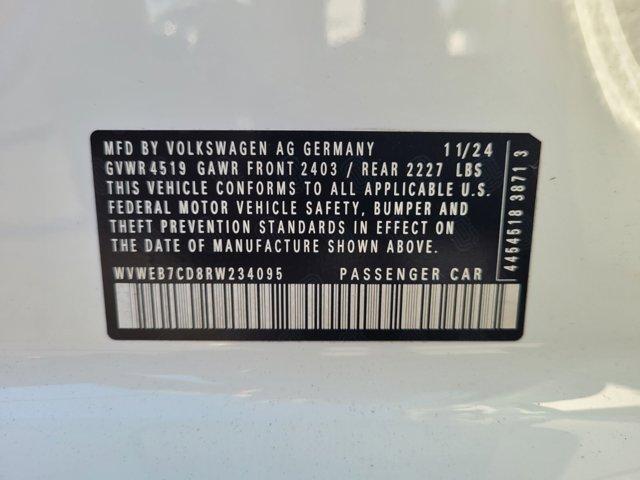 MFD BY VOLKSWAGEN AG GERMANY 11/24
GVWR 4519 GAWR FRONT 2403 / REAR 2227 LBS
THIS VEHICLE CONFORMS TO ALL APPLICABLE U.S.
FEDERAL MOTOR VEHICLE SAFETY, BUMPER AND
THEFT PREVENTION STANDARDS IN EFFECT ON
THE DATE OF MANUFACTURE SHOWN ABOVE.
WVWEB7CD8RW234095 PASSENGER CAR
4464518 3871 3